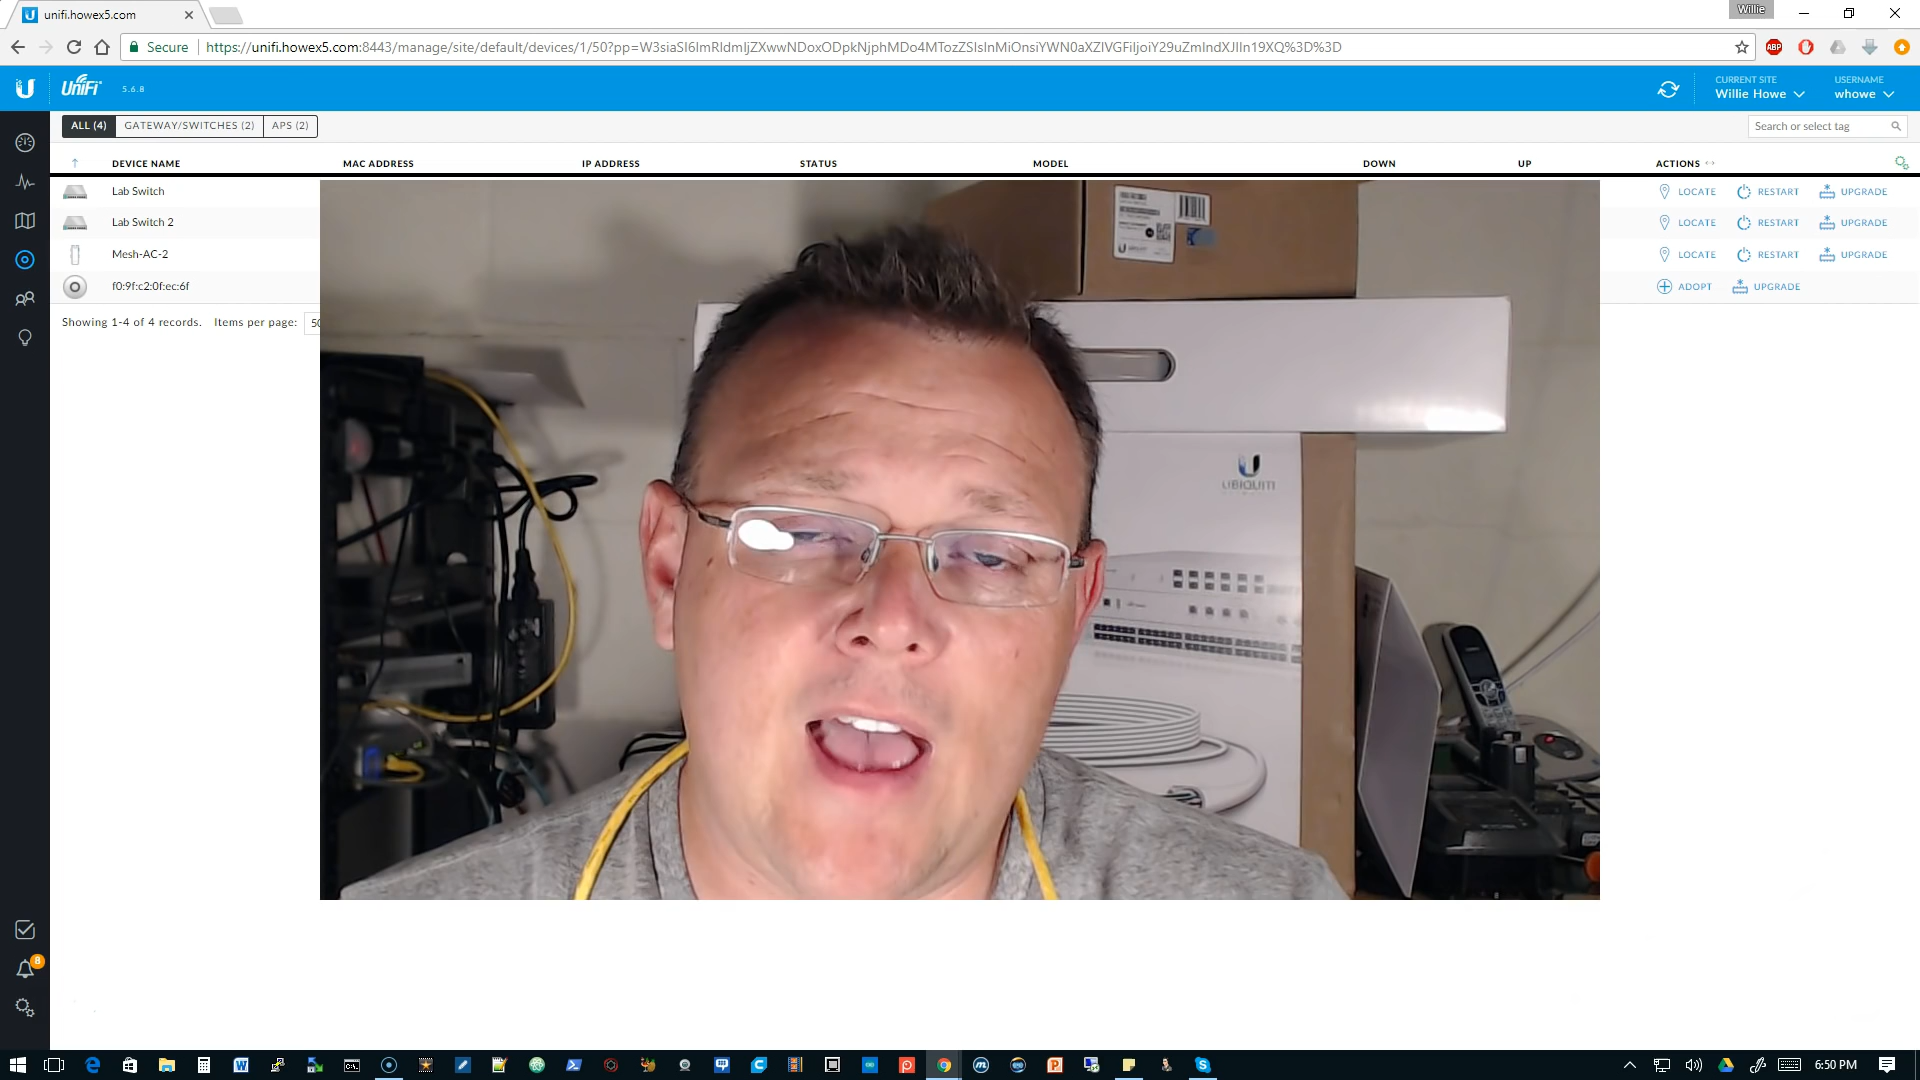 unifi.howex5.com
Willie
Secure
https://unifi.howex5.com:8443/manage/site/default/devices/1/50?pp=W3siaSI6ImRldmljZXwwNDoxODpkNjphMDo4MTozZSIsInMiOnsiYWN0aXZlVGFiIjoiY29uZmlndXJlIn19XQ%3D%3D
ABP
UniFi 5.6.8
CURRENT SITE
Willie Howe
USERNAME
whowe
ALL (4) GATEWAY/SWITCHES (2) APS (2)
Search or select tag
DEVICE NAME MAC ADDRESS IP ADDRESS STATUS MODEL DOWN UP ACTIONS
Lab Switch LOCATE RESTART UPGRADE
Lab Switch 2 LOCATE RESTART UPGRADE
Mesh-AC-2 LOCATE RESTART UPGRADE
f0:9f:c2:0f:ec:6f ADOPT UPGRADE
Showing 1-4 of 4 records. Items per page: 50
UBIQUITI
8
6:50 PM